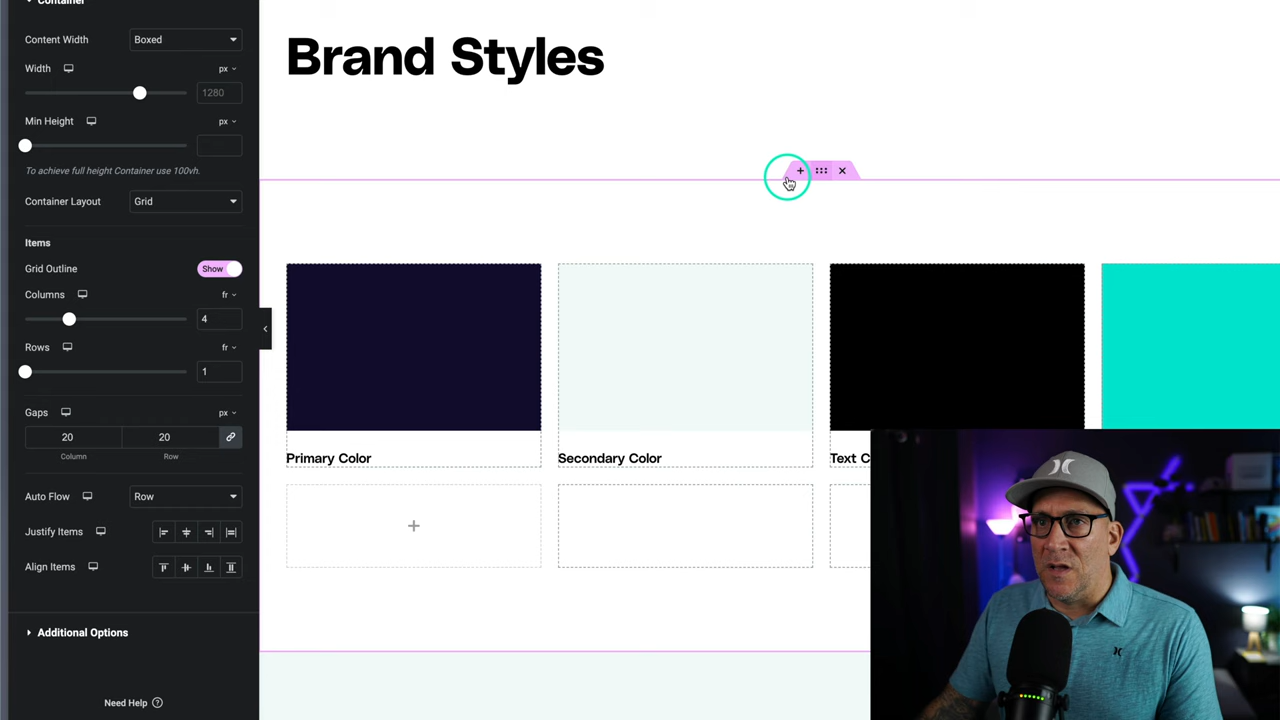 Container
Content Width
Boxed
Width
px
1280
Min Height
px
To achieve full height Container use 100vh.
Container Layout
Grid
Items
Grid Outline
Show
Columns
fr
4
Rows
fr
1
Gaps
px
20
20
Column
Row
Auto Flow
Row
Justify Items
Align Items
Additional Options
Need Help
Brand Styles
Primary Color
Secondary Color
Text C